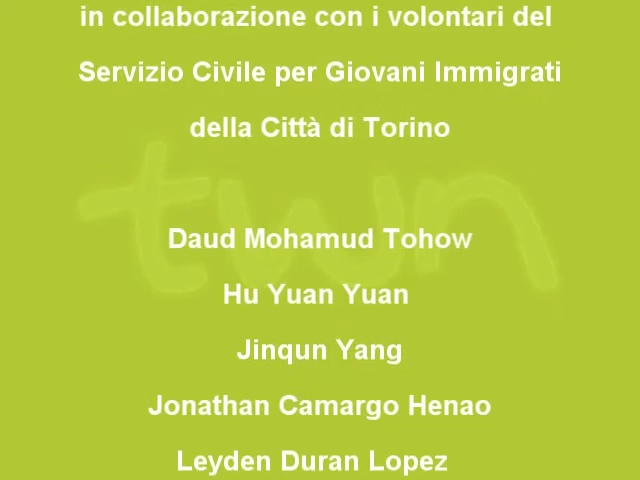 in collaborazione con i volontari del
Servizio Civile per Giovani Immigrati
della Città di Torino
twn
Daud Mohamud Tohow
Hu Yuan Yuan
Jinqun Yang
Jonathan Camargo Henao
Leyden Duran Lopez